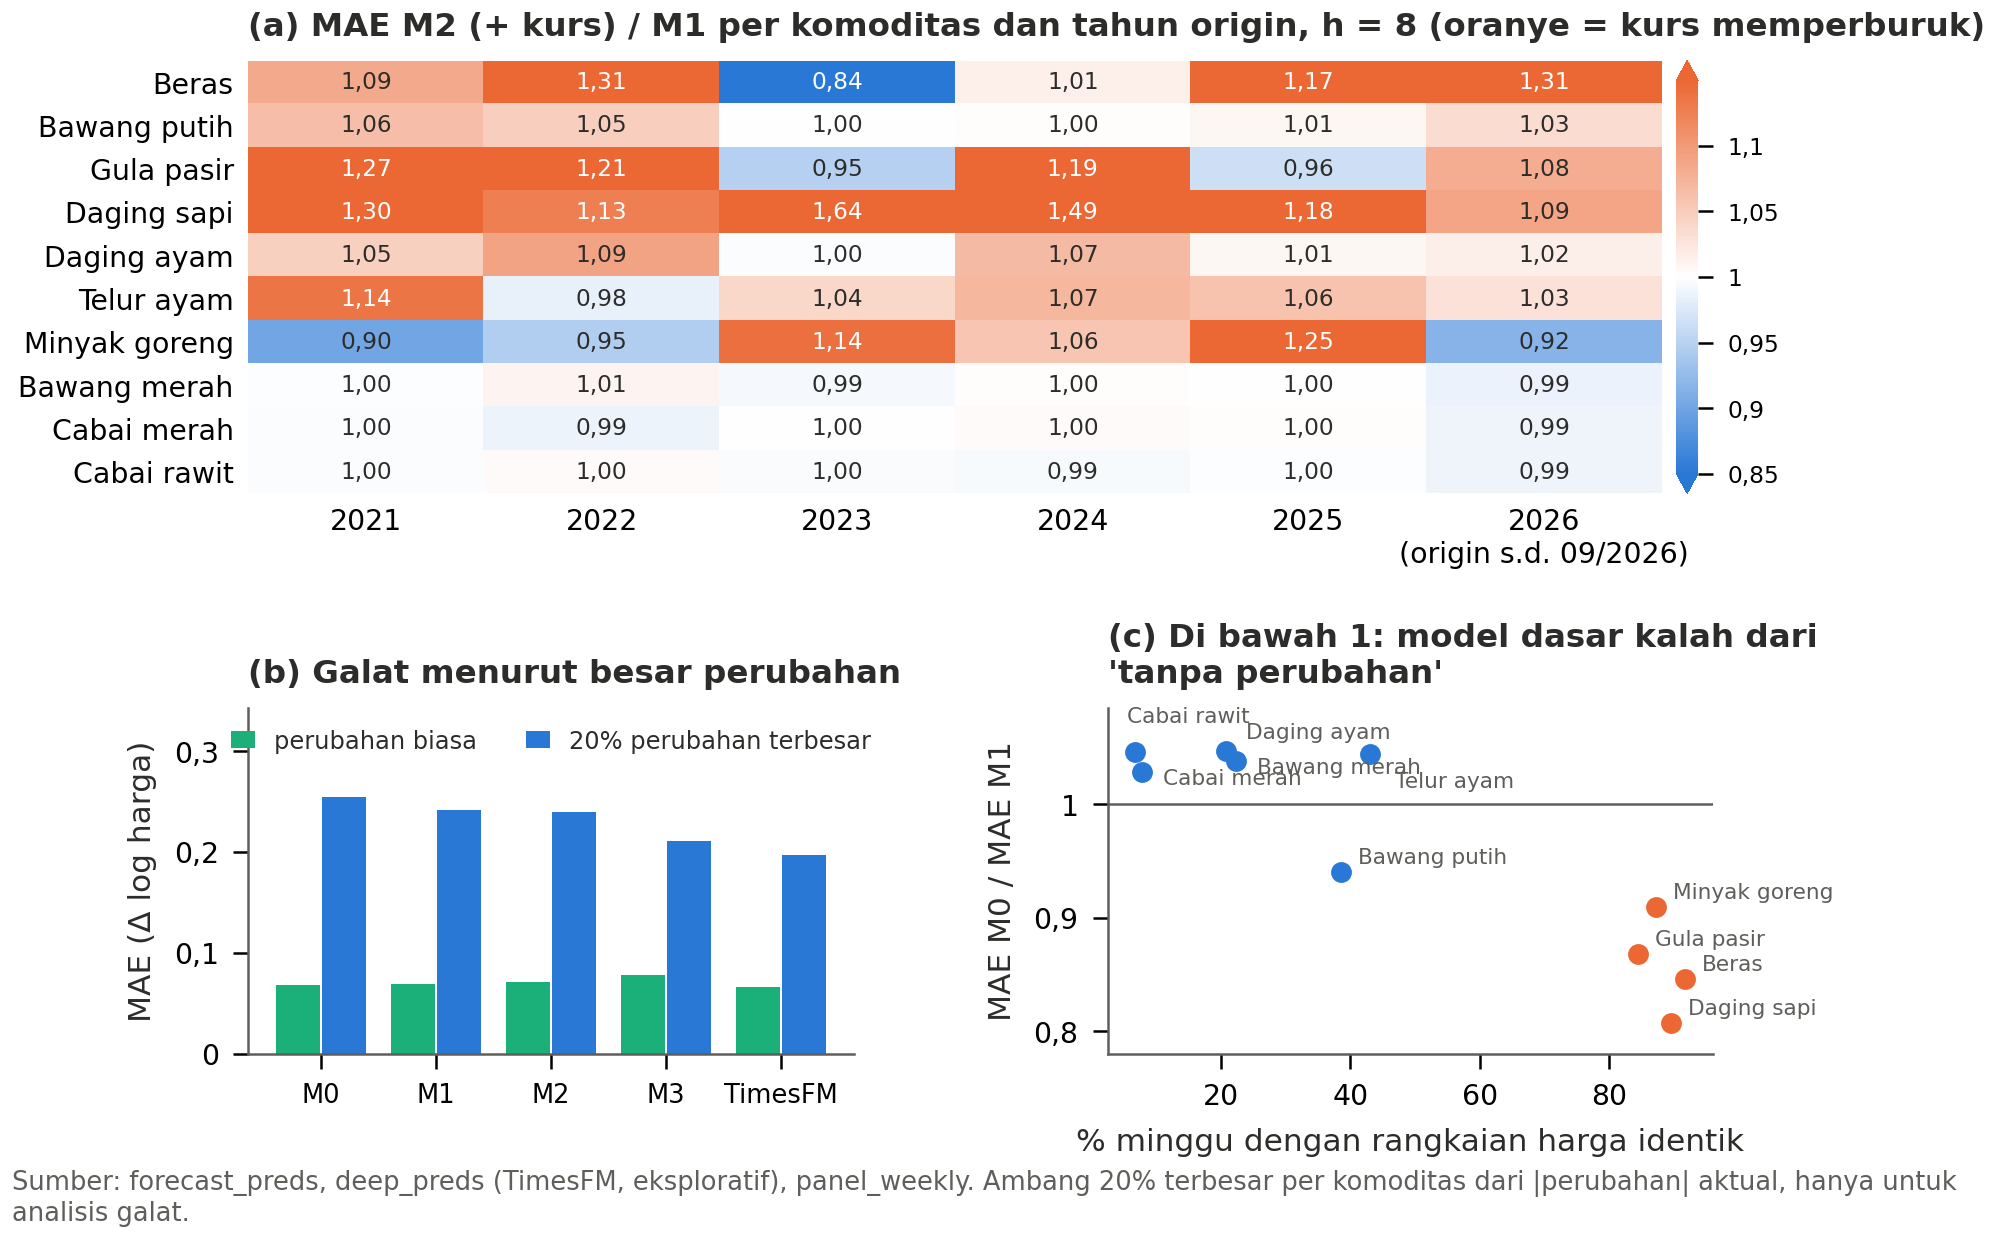 (a) MAE M2 (+ kurs) / M1 per komoditas dan tahun origin, h = 8 (oranye = kurs memperburuk)
Beras 1,09 1,31 0,84 1,01 1,17 1,31
Bawang putih 1,06 1,05 1,00 1,00 1,01 1,03
Gula pasir 1,27 1,21 0,95 1,19 0,96 1,08
Daging sapi 1,30 1,13 1,64 1,49 1,18 1,09
Daging ayam 1,05 1,09 1,00 1,07 1,01 1,02
Telur ayam 1,14 0,98 1,04 1,07 1,06 1,03
Minyak goreng 0,90 0,95 1,14 1,06 1,25 0,92
Bawang merah 1,00 1,01 0,99 1,00 1,00 0,99
Cabai merah 1,00 0,99 1,00 1,00 1,00 0,99
Cabai rawit 1,00 1,00 1,00 0,99 1,00 0,99
2021 2022 2023 2024 2025 2026
(origin s.d. 09/2026)
1,1
1,05
1
0,95
0,9
0,85
(b) Galat menurut besar perubahan
perubahan biasa 20% perubahan terbesar
MAE (Δ log harga)
0,3
0,2
0,1
0
M0 M1 M2 M3 TimesFM
(c) Di bawah 1: model dasar kalah dari
'tanpa perubahan'
MAE M0 / MAE M1
1
0,9
0,8
Cabai rawit
Daging ayam
Bawang merah
Cabai merah
Telur ayam
Bawang putih
Minyak goreng
Gula pasir
Beras
Daging sapi
20 40 60 80
% minggu dengan rangkaian harga identik
Sumber: forecast_preds, deep_preds (TimesFM, eksploratif), panel_weekly. Ambang 20% terbesar per komoditas dari |perubahan| aktual, hanya untuk
analisis galat.